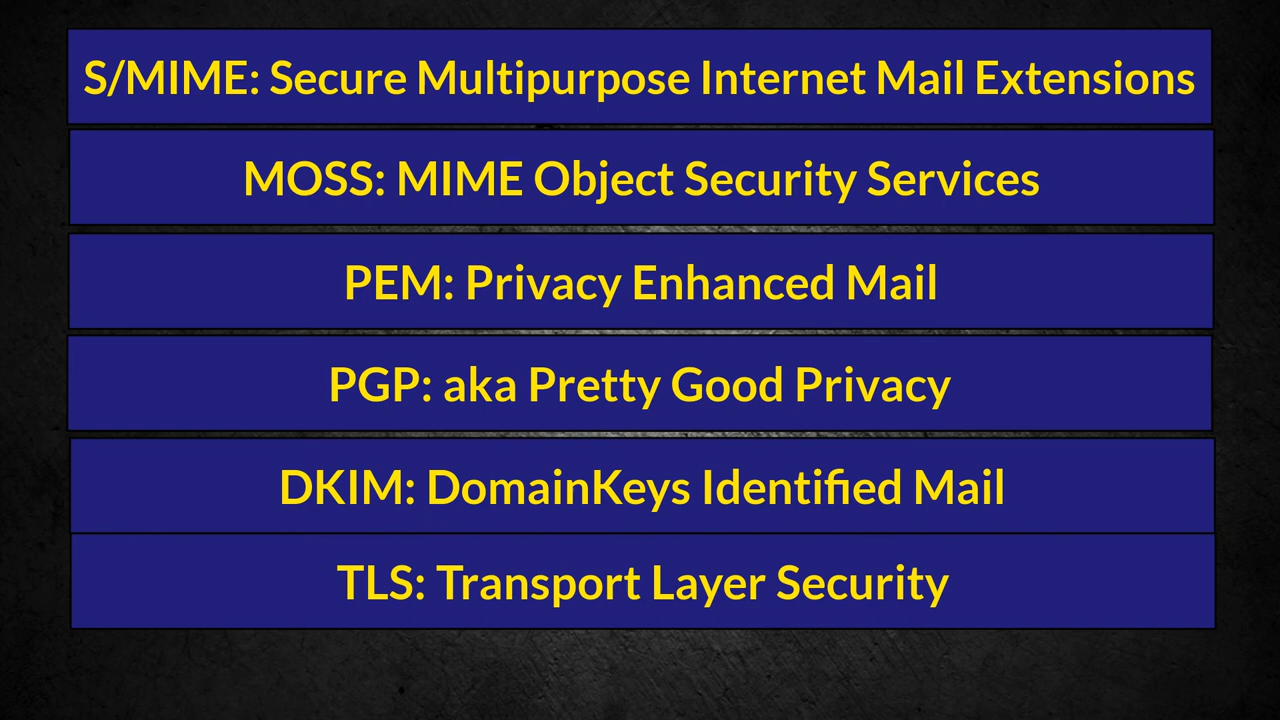 S/MIME: Secure Multipurpose Internet Mail Extensions
MOSS: MIME Object Security Services
PEM: Privacy Enhanced Mail
PGP: aka Pretty Good Privacy
DKIM: DomainKeys Identified Mail
TLS: Transport Layer Security